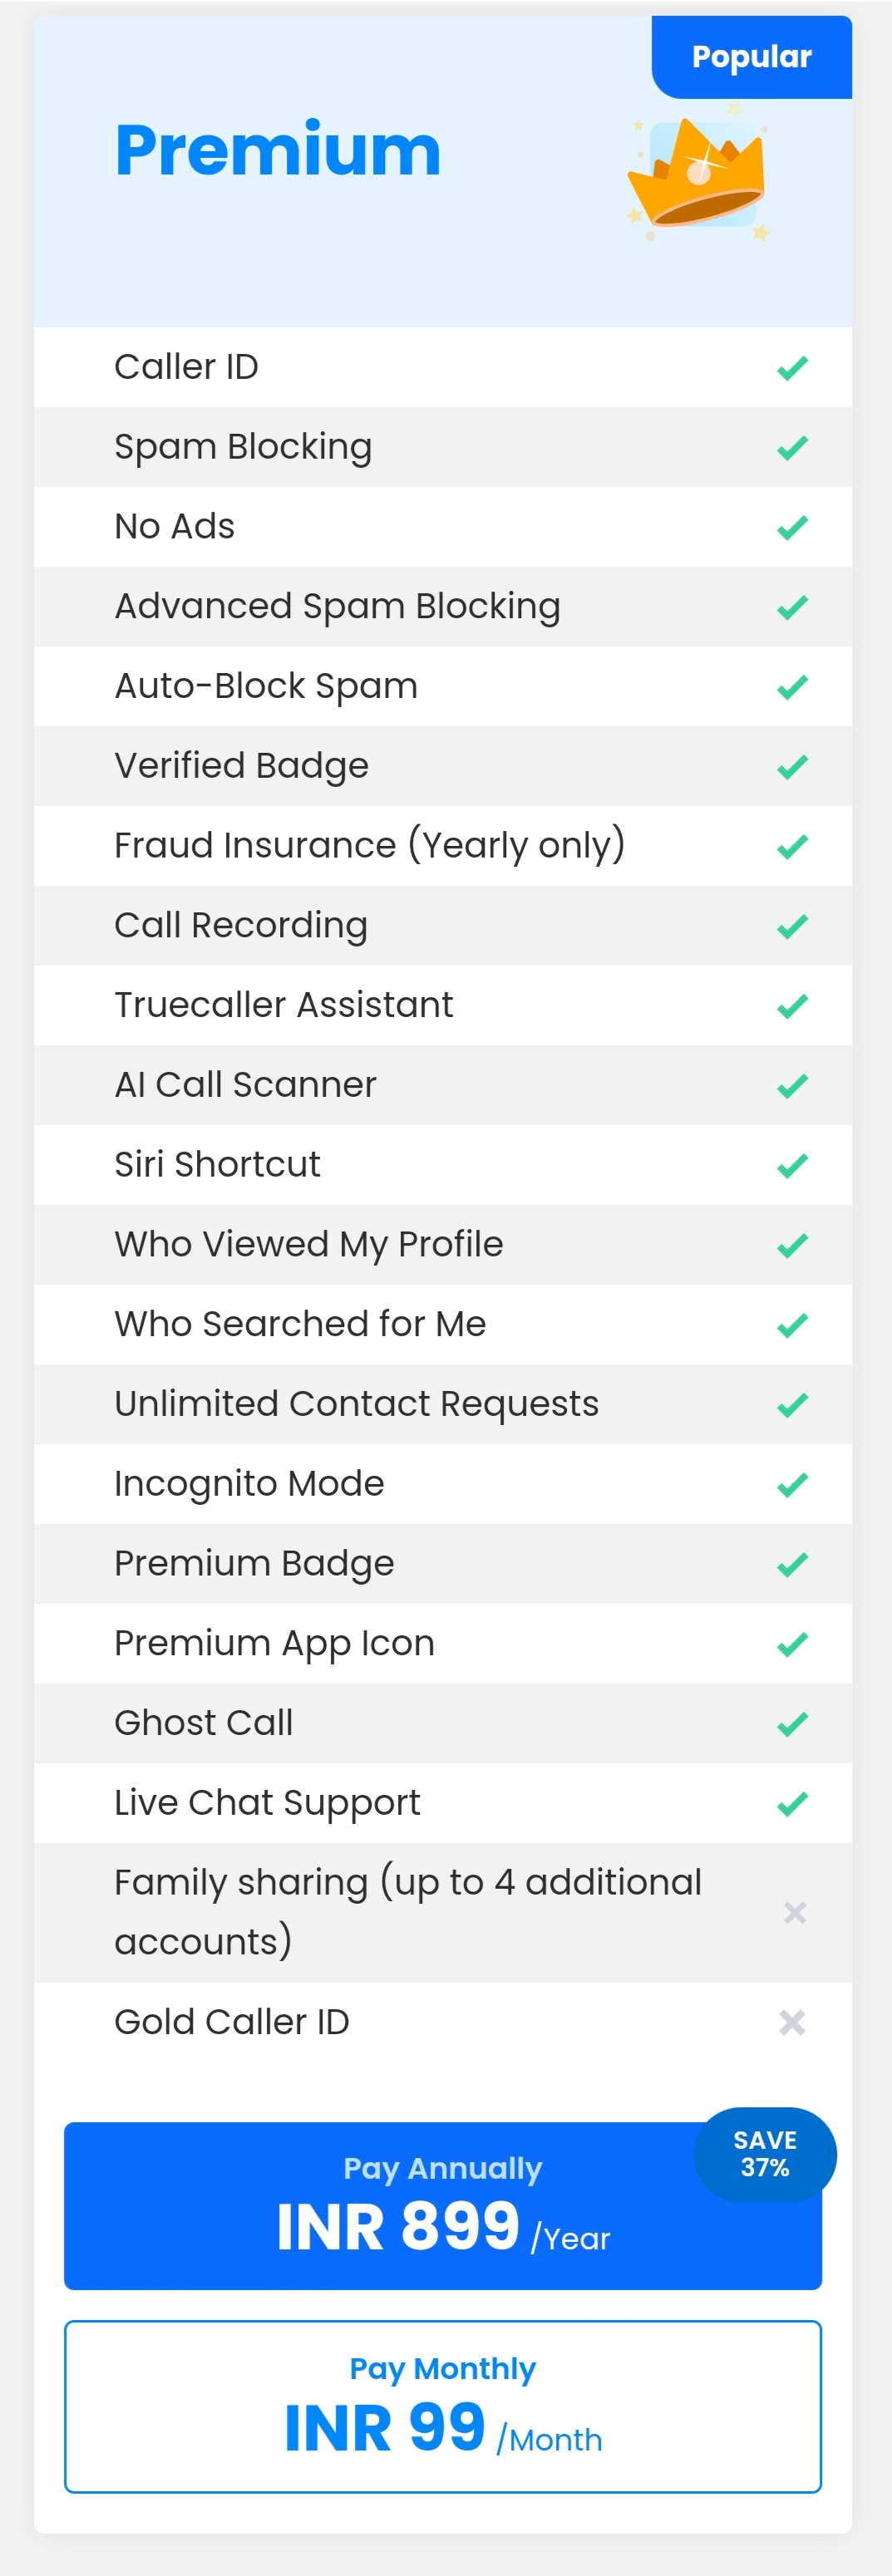 Popular
Premium
Caller ID
Spam Blocking
No Ads
Advanced Spam Blocking
Auto-Block Spam
Verified Badge
Fraud Insurance (Yearly only)
Call Recording
Truecaller Assistant
AI Call Scanner
Siri Shortcut
Who Viewed My Profile
Who Searched for Me
Unlimited Contact Requests
Incognito Mode
Premium Badge
Premium App Icon
Ghost Call
Live Chat Support
Family sharing (up to 4 additional
accounts)
Gold Caller ID
SAVE
37%
Pay Annually
INR 899 /Year
Pay Monthly
INR 99 /Month